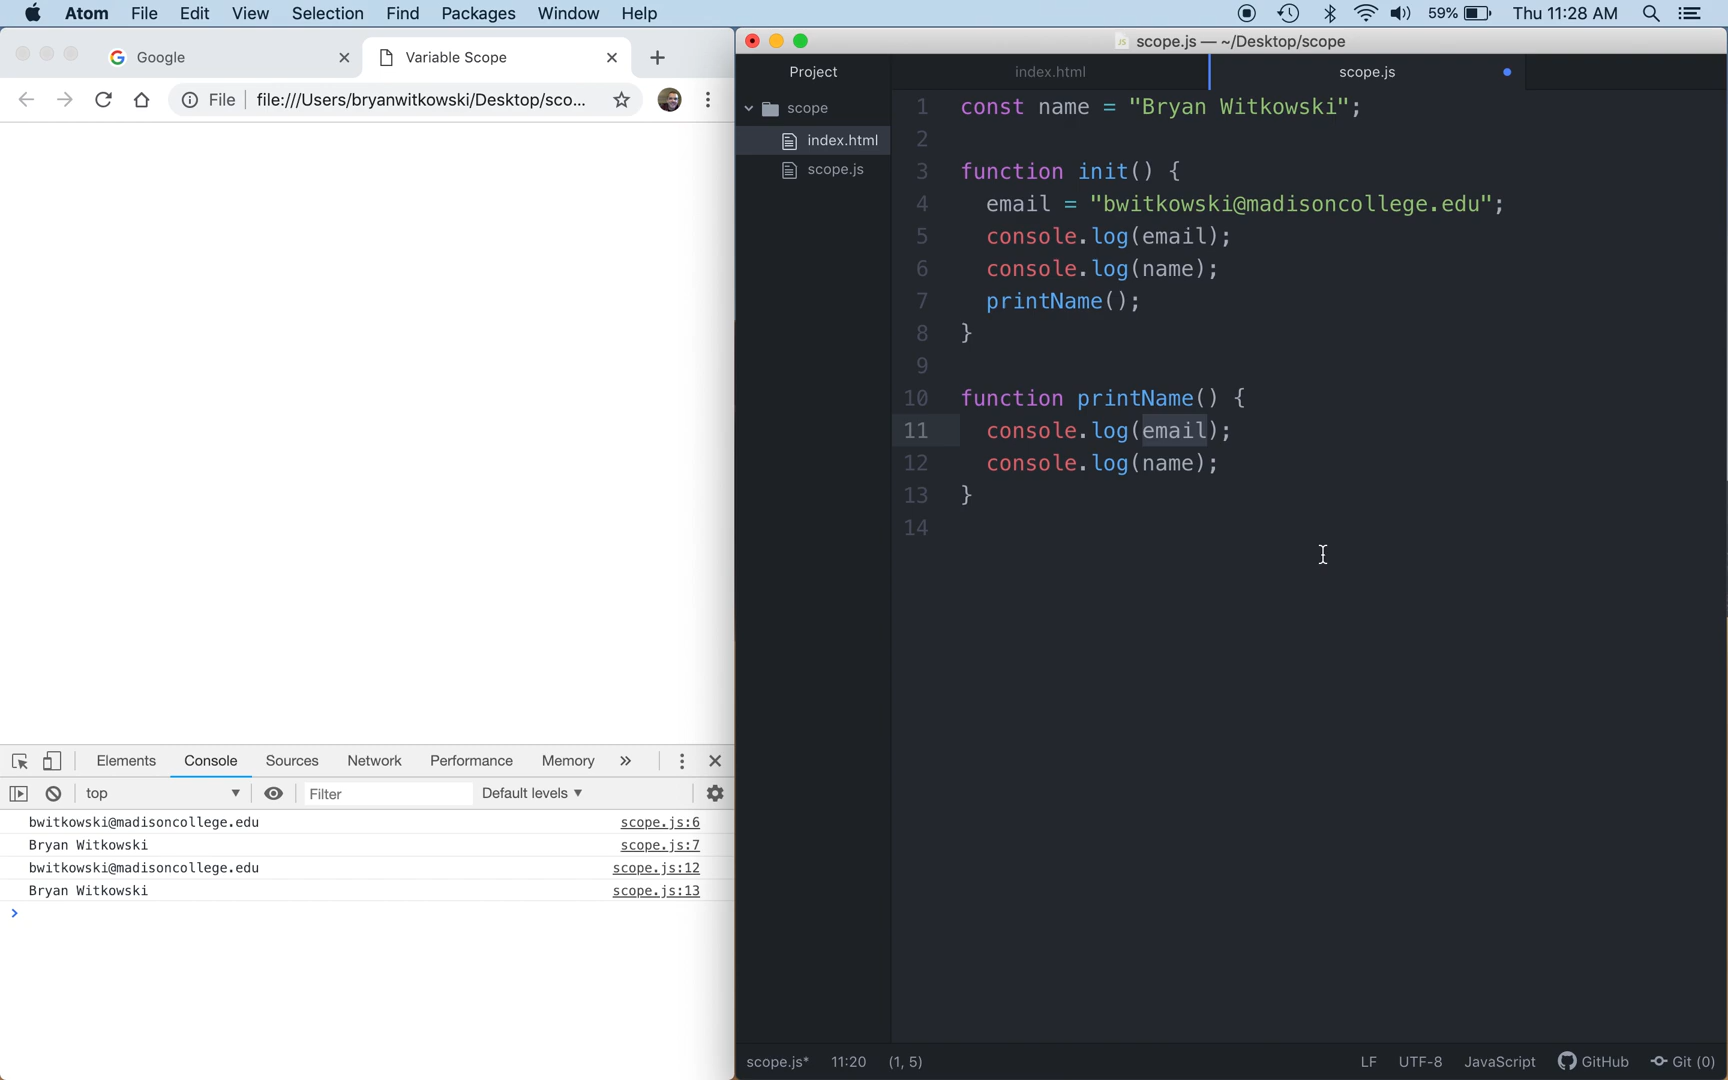 Atom File Edit View Selection Find Packages Window Help 59% Thu 11:28 AM
Google Variable Scope
File file:///Users/bryanwitkowski/Desktop/sco...
Elements Console Sources Network Performance Memory
top Filter Default levels
bwitkowski@madisoncollege.edu scope.js:6
Bryan Witkowski scope.js:7
bwitkowski@madisoncollege.edu scope.js:12
Bryan Witkowski scope.js:13
scope.js — ~/Desktop/scope
Project index.html scope.js
scope
index.html
scope.js
1 const name = "Bryan Witkowski";
2
3 function init() {
4 email = "bwitkowski@madisoncollege.edu";
5 console.log(email);
6 console.log(name);
7 printName();
8 }
9
10 function printName() {
11 console.log(email);
12 console.log(name);
13 }
14
scope.js* 11:20 (1, 5) LF UTF-8 JavaScript GitHub Git (0)